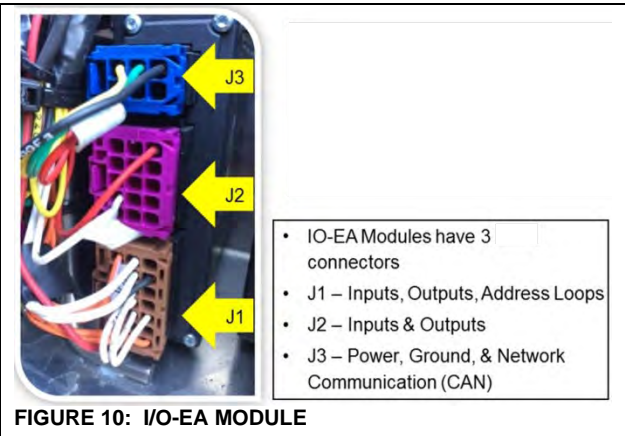 J3
J2
J1
• IO-EA Modules have 3
connectors
• J1 – Inputs, Outputs, Address Loops
• J2 – Inputs & Outputs
• J3 – Power, Ground, & Network
Communication (CAN)
FIGURE 10: I/O-EA MODULE